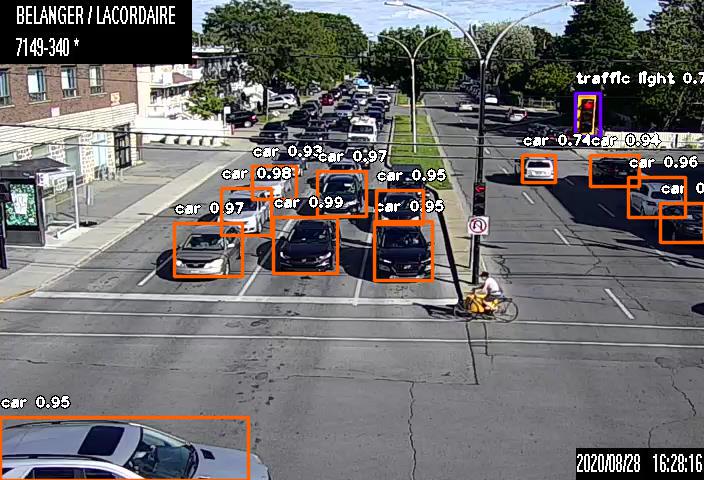 BELANGER / LACORDAIRE
7149-340 *
traffic light 0.7
car 0.74
car 0.94
car 0.93
car 0.97
car 0.96
car 0.98
car 0.95
car 0
car 0.97
car 0.99
car 0.95
car 0.95
2020/08/28 16:28:16